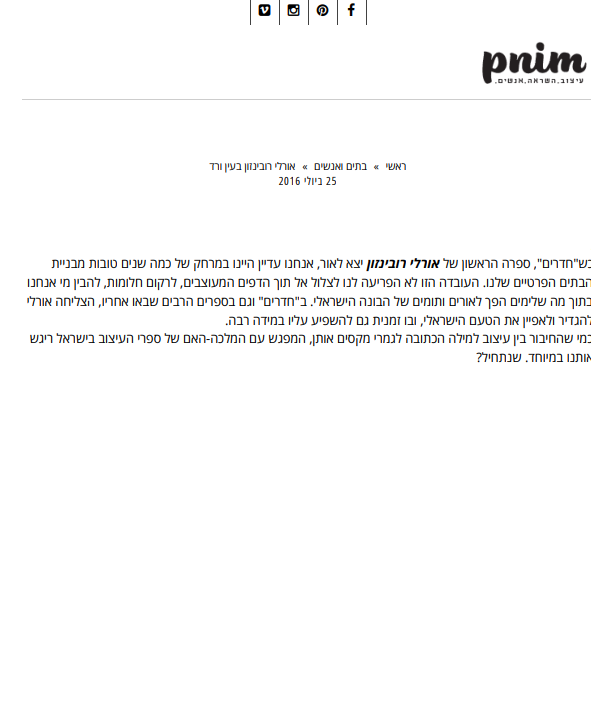 pnim
עיצוב,השראה,אנשים.
ראשי » בתים ואנשים » אורלי רובינזון בעין ורד
25 ביולי 2016
כש"חדרים", ספרה הראשון של אורלי רובינזון יצא לאור, אנחנו עדיין היינו במרחק של כמה שנים טובות מבניית
הבתים הפרטיים שלנו. העובדה הזו לא הפריעה לנו לצלול אל תוך הדפים המעוצבים, לרקום חלומות, להבין מי אנחנו
בתוך מה שלימים הפך לאורים ותומים של הבונה הישראלי. ב"חדרים" וגם בספרים הרבים שבאו אחריו, הצליחה אורלי
להגדיר ולאפיין את הטעם הישראלי, ובו זמנית גם להשפיע עליו במידה רבה.
כמי שהחיבור בין עיצוב למילה הכתובה לגמרי מקסים אותן, המפגש עם המלכה-האם של ספרי העיצוב בישראל ריגש
אותנו במיוחד. שנתחיל?